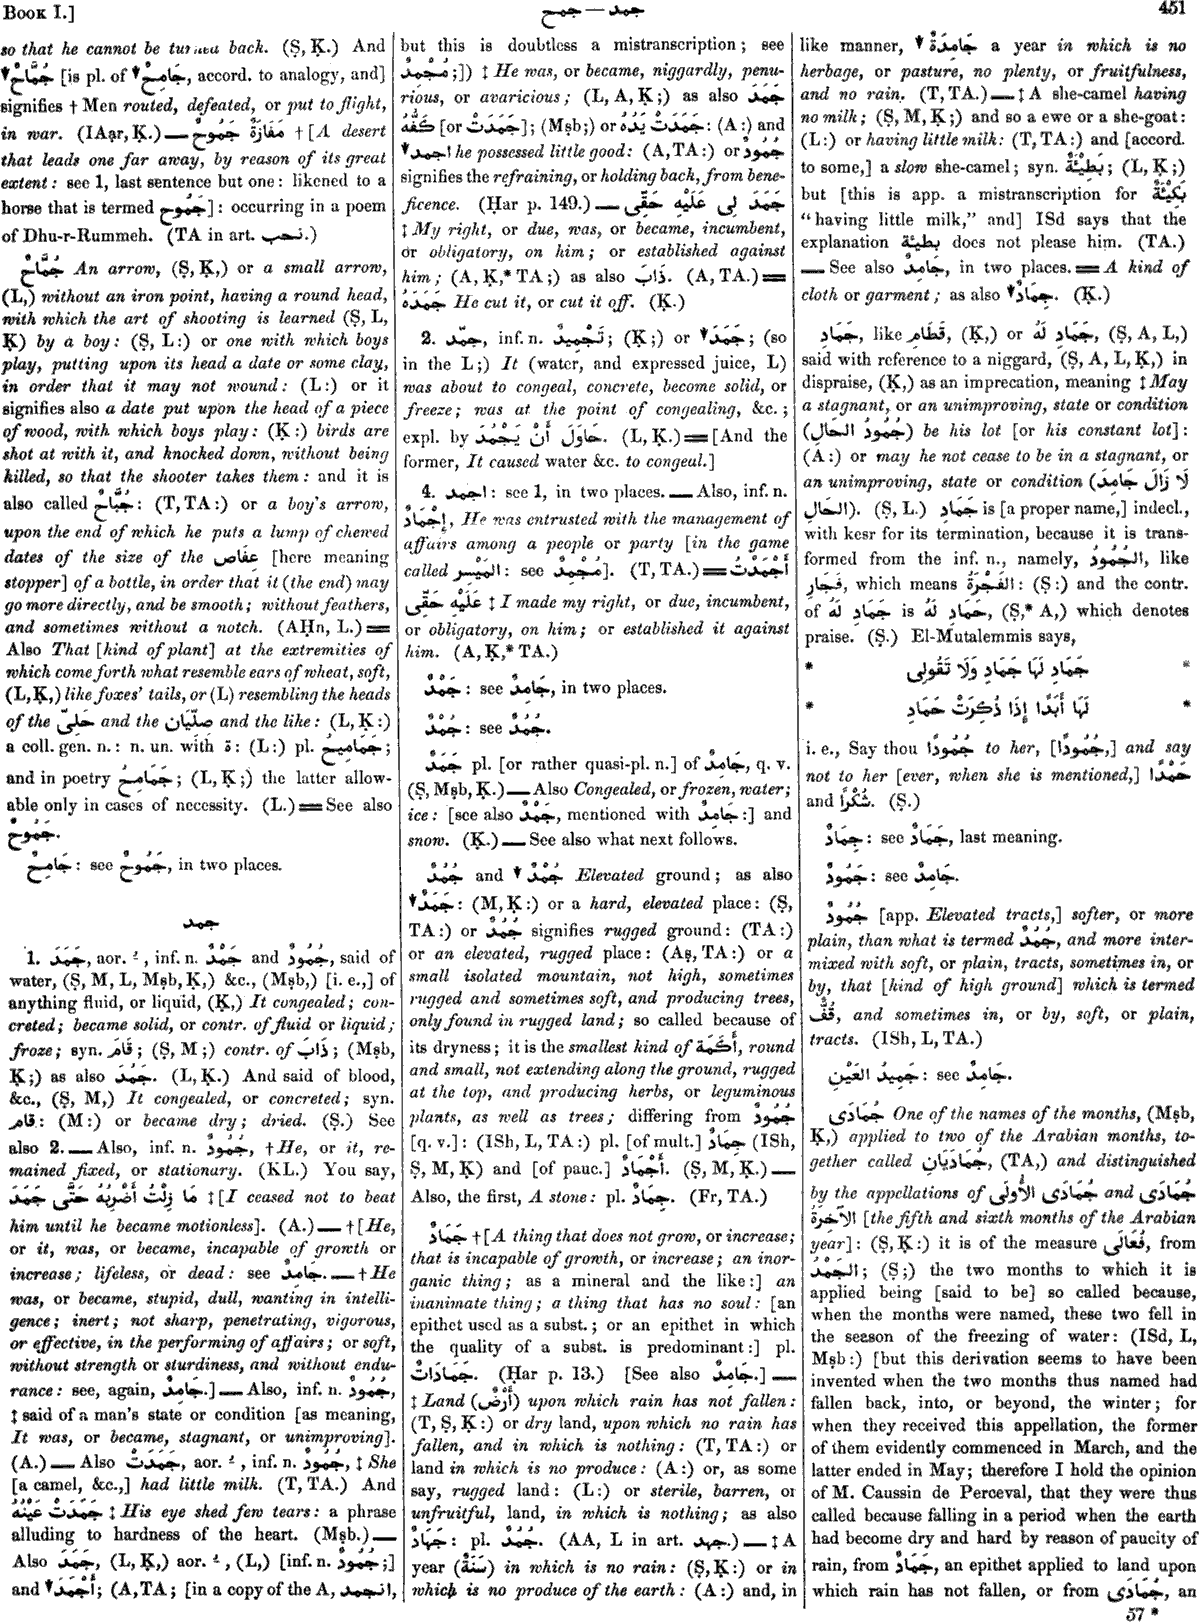 BOOK I.]
جمد — جمح
451
so that he cannot be turned back. (Ṣ, Ḳ.) And
جُمَّاحٌ▼ [is pl. of جَامِحٌ▼, accord. to analogy, and]
signifies † Men routed, defeated, or put to flight,
in war. (IAạr, Ḳ.) — مَفَازَةٌ جَمُوحٌ † [A desert
that leads one far away, by reason of its great
extent: see 1, last sentence but one: likened to a
horse that is termed جَمُوح]: occurring in a poem
of Dhu-r-Rummeh. (TA in art. نحب.)
جُمَّاحٌ An arrow, (Ṣ, Ḳ,) or a small arrow,
(L,) without an iron point, having a round head,
with which the art of shooting is learned (Ṣ, L,
Ḳ) by a boy: (Ṣ, L:) or one with which boys
play, putting upon its head a date or some clay,
in order that it may not wound: (L:) or it
signifies also a date put upon the head of a piece
of wood, with which boys play: (Ḳ:) birds are
shot at with it, and knocked down, without being
killed, so that the shooter takes them: and it is
also called جُبَّاحٌ: (T, TA:) or a boy's arrow,
upon the end of which he puts a lump of chewed
dates of the size of the عِفَاص [here meaning
stopper] of a bottle, in order that it (the end) may
go more directly, and be smooth; without feathers,
and sometimes without a notch. (AḤn, L.) ＝
Also That [kind of plant] at the extremities of
which come forth what resemble ears of wheat, soft,
(L, Ḳ,) like foxes' tails, or (L) resembling the heads
of the حَلِىّ and the صِلِّيَان and the like: (L, Ḳ:)
a coll. gen. n.: n. un. with ة: (L:) pl. جَمَامِيحُ;
and in poetry جَمَامِحُ; (L, Ḳ;) the latter allow-
able only in cases of necessity. (L.) ＝ See also
جَمُوحٌ.
جَامِحٌ: see جَمُوحٌ, in two places.
جمد
1. جَمَدَ, aor. ـُ, inf. n. جَمْدٌ and جُمُودٌ, said of
water, (Ṣ, M, L, Mṣb, Ḳ,) &c., (Mṣb,) [i. e.,] of
anything fluid, or liquid, (Ḳ,) It congealed; con-
creted; became solid, or contr. of fluid or liquid;
froze; syn. قَامَ; (Ṣ, M;) contr. of ذَابَ; (Mṣb,
Ḳ;) as also جَمُدَ. (L, Ḳ.) And said of blood,
&c., (Ṣ, M,) It congealed, or concreted; syn.
قام: (M:) or became dry; dried. (Ṣ.) See
also 2. — Also, inf. n. جُمُودٌ, † He, or it, re-
mained fixed, or stationary. (KL.) You say,
مَا زِلْتُ أَضْرِبُهُ حَتَّى جَمَدَ ‡ [I ceased not to beat
him until he became motionless]. (A.) — † [He,
or it, was, or became, incapable of growth or
increase; lifeless, or dead: see جَامِدٌ. — † He
was, or became, stupid, dull, wanting in intelli-
gence; inert; not sharp, penetrating, vigorous,
or effective, in the performing of affairs; or soft,
without strength or sturdiness, and without endu-
rance: see, again, جَامِدٌ.] — Also, inf. n. جُمُودٌ,
‡ said of a man's state or condition [as meaning,
It was, or became, stagnant, or unimproving].
(A.) — Also جَمَدَتْ, aor. ـُ, inf. n. جُمُودٌ, ‡ She
[a camel, &c.,] had little milk. (T, TA.) And
جَمَدَتْ عَيْنُهُ ‡ His eye shed few tears: a phrase
alluding to hardness of the heart. (Mṣb.) —
Also جَمَدَ, (L, Ḳ,) aor. ـُ, (L,) [inf. n. جُمُودٌ;]
and أَجْمَدَ▼; (A, TA; [in a copy of the A, انجمد,
but this is doubtless a mistranscription; see
مُجْمِدٌ;]) ‡ He was, or became, niggardly, penu-
rious, or avaricious; (L, A, Ḳ;) as also جَمَدَ
كَفُّهُ [or جَمَدَتْ]; (Mṣb;) or جَمَدَتْ يَدُهُ: (A:) and
اجمد▼ he possessed little good: (A, TA:) or جُمُودٌ
signifies the refraining, or holding back, from bene-
ficence. (Ḥar p. 149.) — جَمَدَ لِى عَلَيْهِ حَقِّى
‡ My right, or due, was, or became, incumbent,
or obligatory, on him; or established against
him; (A, Ḳ,* TA;) as also ذَابَ. (A, TA.) ＝
جَمَدَهُ He cut it, or cut it off. (Ḳ.)
2. جمّد, inf. n. تَجْمِيدٌ; (Ḳ;) or جَمَدَ▼; (so
in the L;) It (water, and expressed juice, L)
was about to congeal, concrete, become solid, or
freeze; was at the point of congealing, &c.;
expl. by حَاوَلَ أَنْ يَجْمُدَ. (L, Ḳ.) ＝ [And the
former, It caused water &c. to congeal.]
4. اجمد: see 1, in two places. — Also, inf. n.
إِجْمَادٌ, He was entrusted with the management of
affairs among a people or party [in the game
called المَيْسِر: see مُجْمِدٌ]. (T, TA.) ＝ أَجْمَدْتُ
عَلَيْهِ حَقِّى ‡ I made my right, or due, incumbent,
or obligatory, on him; or established it against
him. (A, Ḳ,* TA.)
جَمْدٌ: see جَامِدٌ, in two places.
جُمْدٌ: see جُمُدٌ.
جَمَدٌ pl. [or rather quasi-pl. n.] of جَامِدٌ, q. v.
(Ṣ, Mṣb, Ḳ.) — Also Congealed, or frozen, water;
ice: [see also جَمْدٌ, mentioned with جَامِدٌ:] and
snow. (Ḳ.) — See also what next follows.
جُمُدٌ and جُمْدٌ▼ Elevated ground; as also
جَمَدٌ▼: (M, Ḳ:) or a hard, elevated place: (Ṣ,
TA:) or جُمُدٌ signifies rugged ground: (TA:)
or an elevated, rugged place: (Aṣ, TA:) or a
small isolated mountain, not high, sometimes
rugged and sometimes soft, and producing trees,
only found in rugged land; so called because of
its dryness; it is the smallest kind of أَكَمَة, round
and small, not extending along the ground, rugged
at the top, and producing herbs, or leguminous
plants, as well as trees; differing from جُمُودٌ
[q. v.]: (ISh, L, TA:) pl. [of mult.] جِمَادٌ (ISh,
Ṣ, M, Ḳ) and [of pauc.] أَجْمَادٌ. (Ṣ, M, Ḳ.) —
Also, the first, A stone: pl. جِمَادٌ. (Fr, TA.)
جَمَادٌ † [A thing that does not grow, or increase;
that is incapable of growth, or increase; an inor-
ganic thing; as a mineral and the like:] an
inanimate thing; a thing that has no soul: [an
epithet used as a subst.; or an epithet in which
the quality of a subst. is predominant:] pl.
جَمَادَاتٌ. (Ḥar p. 13.) [See also جَامِدٌ.] —
‡ Land (أَرْضٌ) upon which rain has not fallen:
(T, Ṣ, Ḳ:) or dry land, upon which no rain has
fallen, and in which is nothing: (T, TA:) or
land in which is no produce: (A:) or, as some
say, rugged land: (L:) or sterile, barren, or
unfruitful, land, in which is nothing; as also
جَهَادٌ: pl. جُمُدٌ. (AA, L in art. جهد.) — ‡ A
year (سَنَةٌ) in which is no rain: (Ṣ, Ḳ:) or in
which is no produce of the earth: (A:) and, in
like manner, جَامِدَةٌ▼ a year in which is no
herbage, or pasture, no plenty, or fruitfulness,
and no rain. (T, TA.) — ‡ A she-camel having
no milk; (Ṣ, M, Ḳ;) and so a ewe or a she-goat:
(L:) or having little milk: (T, TA:) and [accord.
to some,] a slow she-camel; syn. بَطِيْئَةٌ; (L, Ḳ;)
but [this is app. a mistranscription for بَكِيْئَةٌ
“having little milk,” and] ISd says that the
explanation بطيئة does not please him. (TA.)
— See also جَامِدٌ, in two places. ＝ A kind of
cloth or garment; as also جِمَادٌ▼. (Ḳ.)
جَمَادِ, like قَطَامِ, (Ḳ,) or جَمَادِ لَهُ, (Ṣ, A, L,)
said with reference to a niggard, (Ṣ, A, L, Ḳ,) in
dispraise, (Ḳ,) as an imprecation, meaning ‡ May
a stagnant, or an unimproving, state or condition
(جُمُودُ الحَالِ) be his lot [or his constant lot]:
(A:) or may he not cease to be in a stagnant, or
an unimproving, state or condition (لَا زَالَ جَامِدَ
الحَالِ). (Ṣ, L.) جَمَادِ is [a proper name,] indecl.,
with kesr for its termination, because it is trans-
formed from the inf. n., namely, الجُمُودُ, like
فَجَارِ, which means الفَجْرَةُ: (Ṣ:) and the contr.
of جَمَادِ لَهُ is حَمَادِ لَهُ, (Ṣ,* A,) which denotes
praise. (Ṣ.) El-Mutalemmis says,
* جَمَادِ لَهَا جَمَادِ وَلَا تَقُولِى *
* لَهَا أَبَدًا إِذَا ذُكِرَتْ حَمَادِ *
i. e., Say thou جُمُودًا to her, [جُمُودًا,] and say
not to her [ever, when she is mentioned,] حَمْدًا
and شُكْرًا. (Ṣ.)
جِمَادٌ: see جَمَادٌ, last meaning.
جَمُودٌ: see جَامِدٌ.
جُمُودٌ [app. Elevated tracts,] softer, or more
plain, than what is termed جُمُدٌ, and more inter-
mixed with soft, or plain, tracts, sometimes in, or
by, that [kind of high ground] which is termed
قُفّ, and sometimes in, or by, soft, or plain,
tracts. (ISh, L, TA.)
جَمِيدُ العَيْنِ: see جَامِدٌ.
جُمَادَى One of the names of the months, (Mṣb,
Ḳ,) applied to two of the Arabian months, to-
gether called جُمَادَيَانِ, (TA,) and distinguished
by the appellations of جُمَادَى الأُولَى and جُمَادَى
الآخِرَةُ [the fifth and sixth months of the Arabian
year]: (Ṣ, Ḳ:) it is of the measure فُعَالَى, from
الجَمْدُ; (Ṣ;) the two months to which it is
applied being [said to be] so called because,
when the months were named, these two fell in
the season of the freezing of water: (ISd, L,
Mṣb:) [but this derivation seems to have been
invented when the two months thus named had
fallen back, into, or beyond, the winter; for
when they received this appellation, the former
of them evidently commenced in March, and the
latter ended in May; therefore I hold the opinion
of M. Caussin de Perceval, that they were thus
called because falling in a period when the earth
had become dry and hard by reason of paucity of
rain, from جَمَادٌ, an epithet applied to land upon
which rain has not fallen, or from جُمَادَى, an
57 *